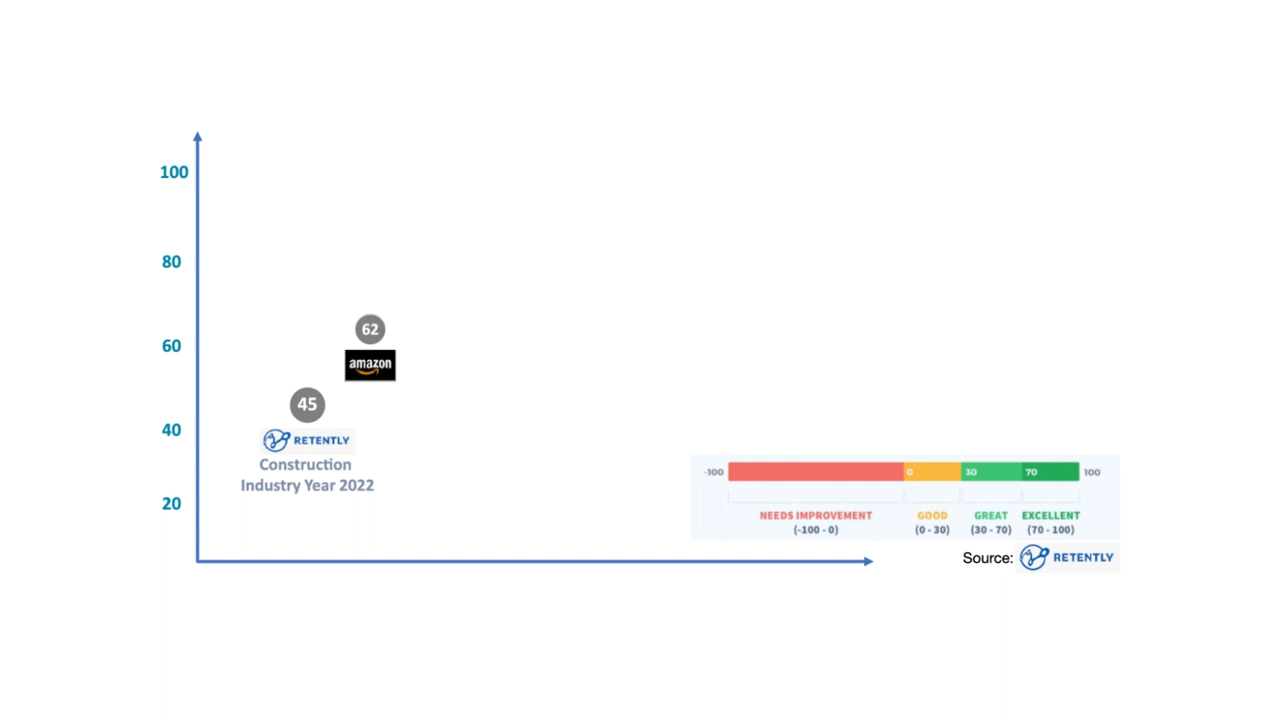 100
80
60
40
20
62
amazon
45
RETENTLY
Construction
Industry Year 2022
-100 0 30 70 100
NEEDS IMPROVEMENT GOOD GREAT EXCELLENT
(-100 - 0) (0 - 30) (30 - 70) (70 - 100)
Source: RETENTLY